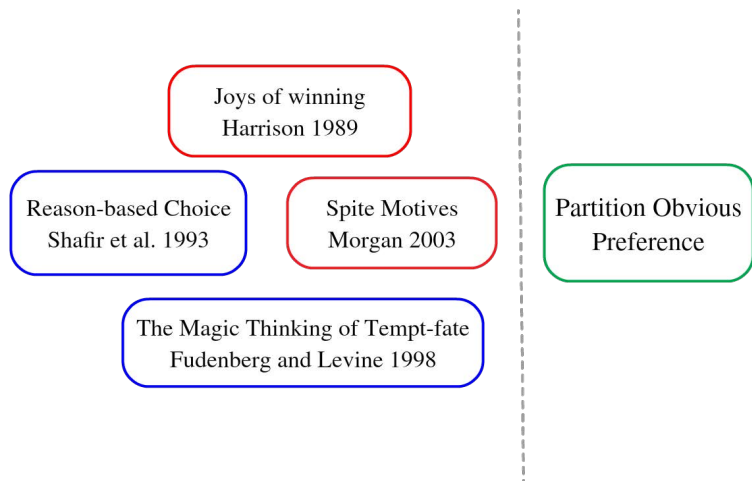 Joys of winning
Harrison 1989
Reason-based Choice
Shafir et al. 1993
Spite Motives
Morgan 2003
Partition Obvious
Preference
The Magic Thinking of Tempt-fate
Fudenberg and Levine 1998